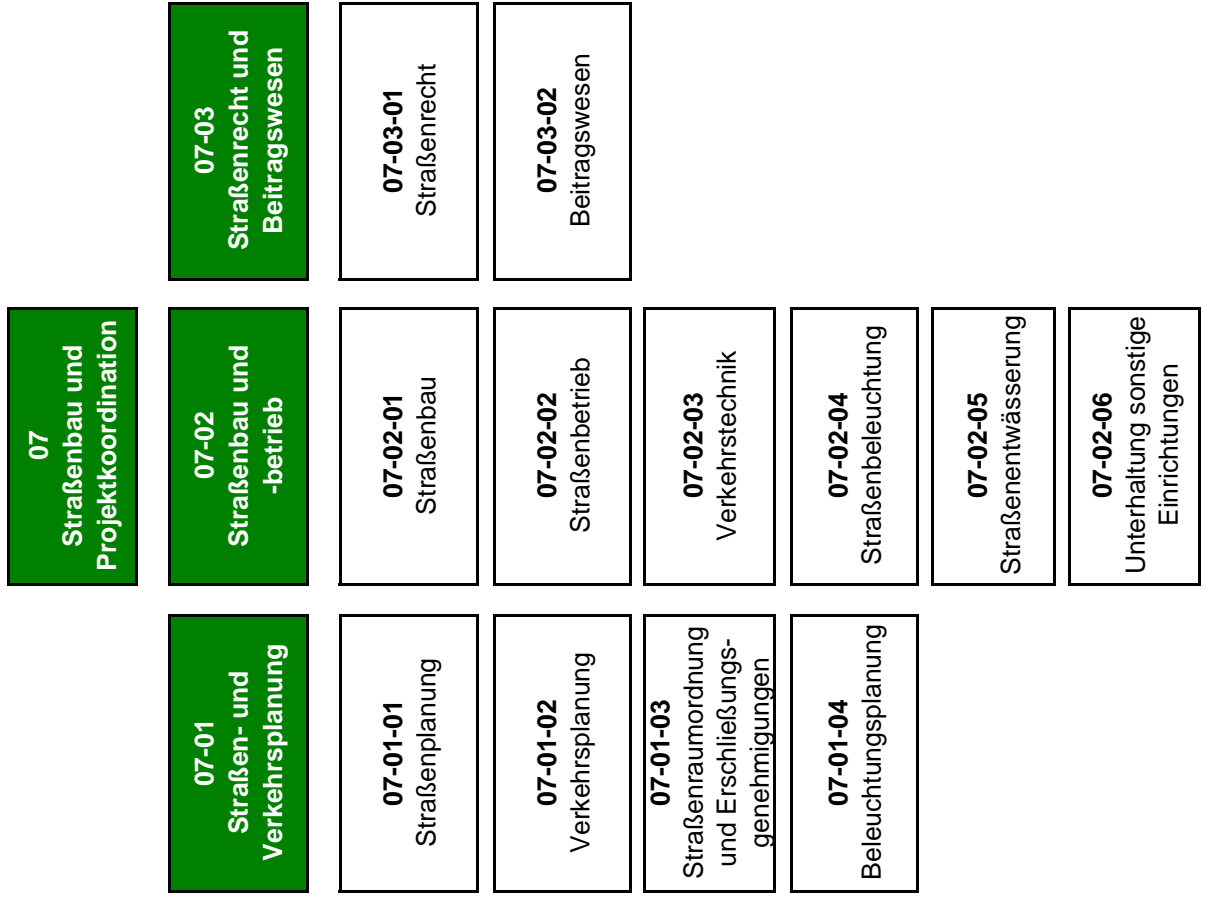 07
Straßenbau und
Projektkoordination
07-01
Straßen- und
Verkehrsplanung
07-02
Straßenbau und
-betrieb
07-03
Straßenrecht und
Beitragswesen
07-01-01
Straßenplanung
07-02-01
Straßenbau
07-03-01
Straßenrecht
07-01-02
Verkehrsplanung
07-02-02
Straßenbetrieb
07-03-02
Beitragswesen
07-01-03
Straßenraumordnung
und Erschließungs-
genehmigungen
07-02-03
Verkehrstechnik
07-01-04
Beleuchtungsplanung
07-02-04
Straßenbeleuchtung
07-02-05
Straßenentwässerung
07-02-06
Unterhaltung sonstige
Einrichtungen